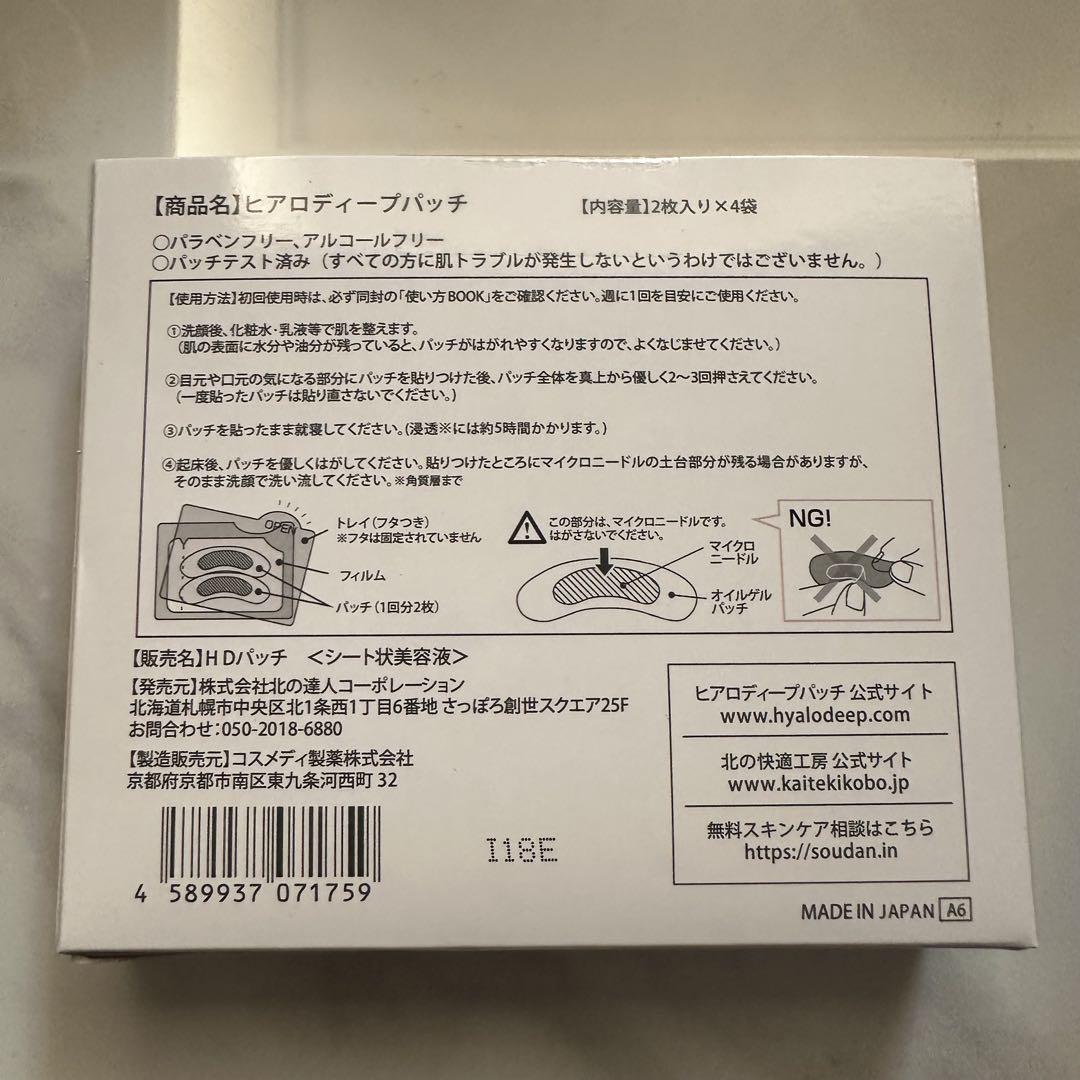 【商品名】ヒアロディープパッチ 【内容量】2枚入り×4袋
○パラベンフリー、アルコールフリー
○パッチテスト済み（すべての方に肌トラブルが発生しないというわけではございません。）
【使用方法】初回使用時は、必ず同封の「使い方BOOK」をご確認ください。週に1回を目安にご使用ください。
①洗顔後、化粧水・乳液等で肌を整えます。
（肌の表面に水分や油分が残っていると、パッチがはがれやすくなりますので、よくなじませてください。）
②目元や口元の気になる部分にパッチを貼りつけた後、パッチ全体を真上から優しく2〜3回押さえてください。
（一度貼ったパッチは貼り直さないでください。）
③パッチを貼ったまま就寝してください。（浸透※には約5時間かかります。）
④起床後、パッチを優しくはがしてください。貼りつけたところにマイクロニードルの土台部分が残る場合がありますが、
そのまま洗顔で洗い流してください。※角質層まで
OPEN
トレイ（フタつき）
※フタは固定されていません
フィルム
パッチ（1回分2枚）
この部分は、マイクロニードルです。
はがさないでください。
マイクロ
ニードル
オイルゲル
パッチ
NG!
【販売名】HDパッチ ＜シート状美容液＞
【発売元】株式会社北の達人コーポレーション
北海道札幌市中央区北1条西1丁目6番地 さっぽろ創世スクエア25F
お問合わせ：050-2018-6880
【製造販売元】コスメディ製薬株式会社
京都府京都市南区東九条河西町 32
ヒアロディープパッチ 公式サイト
www.hyalodeep.com
北の快適工房 公式サイト
www.kaitekikobo.jp
無料スキンケア相談はこちら
https://soudan.in
4 589937 071759
I18E
MADE IN JAPAN A6